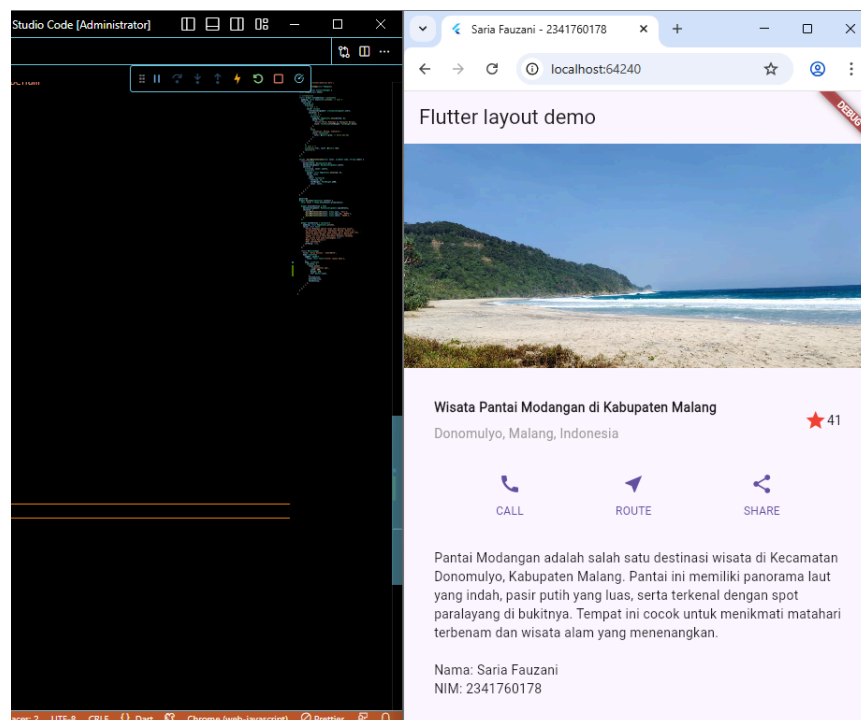 Studio Code [Administrator]
Saria Fauzani - 2341760178
localhost:64240
Flutter layout demo
DEBUG
Wisata Pantai Modangan di Kabupaten Malang
Donomulyo, Malang, Indonesia
41
CALL
ROUTE
SHARE
Pantai Modangan adalah salah satu destinasi wisata di Kecamatan
Donomulyo, Kabupaten Malang. Pantai ini memiliki panorama laut
yang indah, pasir putih yang luas, serta terkenal dengan spot
paralayang di bukitnya. Tempat ini cocok untuk menikmati matahari
terbenam dan wisata alam yang menenangkan.
Nama: Saria Fauzani
NIM: 2341760178
UTF-8 CRLF {} Dart Chrome (web-javascript) Prettier